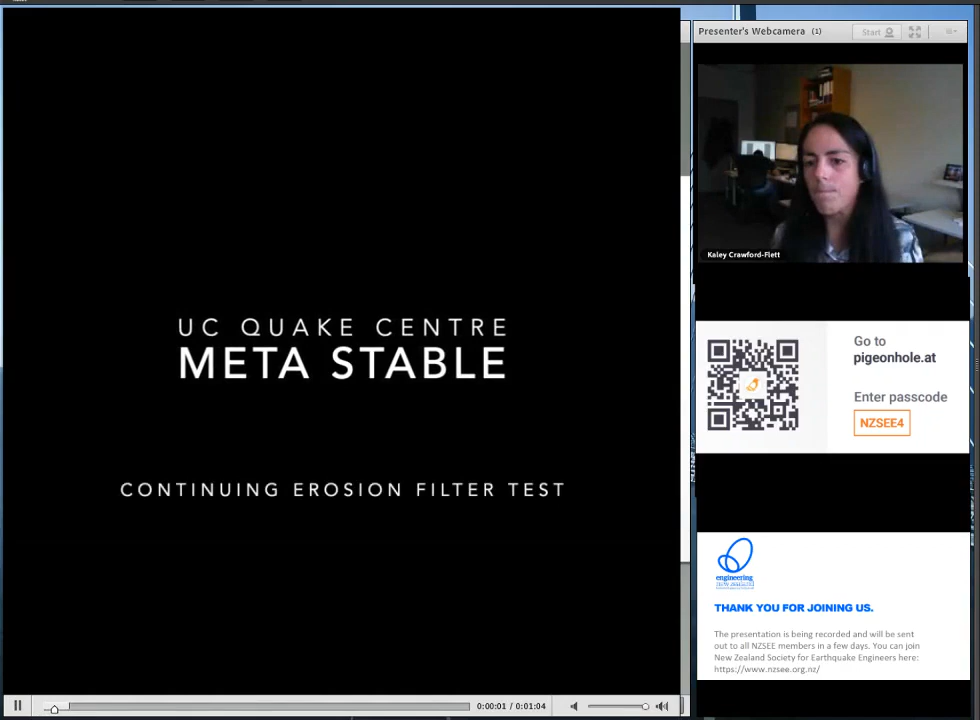 UC QUAKE CENTRE
META STABLE
CONTINUING EROSION FILTER TEST
0:00:01 / 0:01:04
Presenter's Webcamera (1)
Start
Kaley Crawford-Flett
Go to
pigeonhole.at
Enter passcode
NZSEE4
engineering
THANK YOU FOR JOINING US.
The presentation is being recorded and will be sent
out to all NZSEE members in a few days. You can join
New Zealand Society for Earthquake Engineers here:
https://www.nzsee.org.nz/